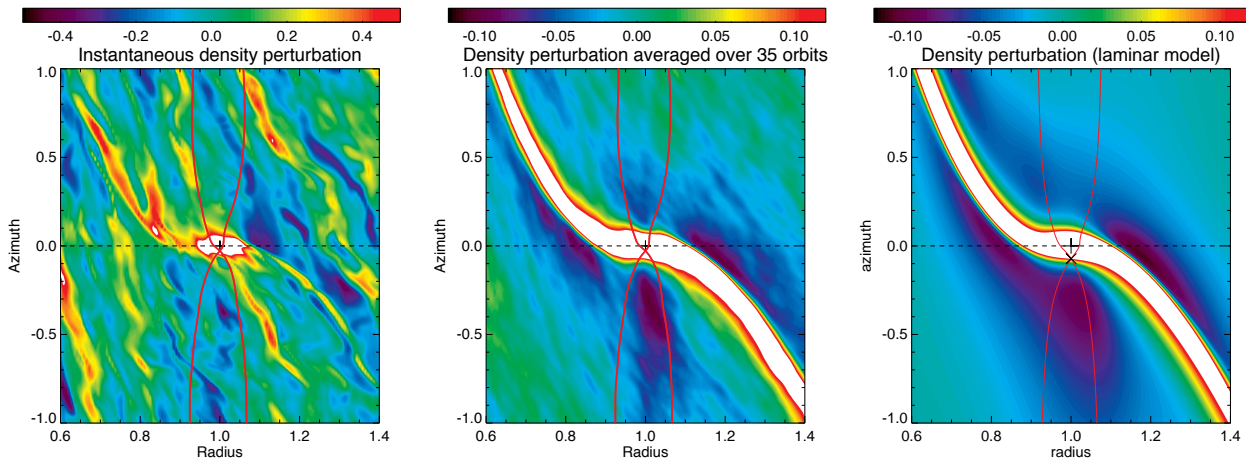 -0.4 -0.2 0.0 0.2 0.4
Instantaneous density perturbation
1.0
0.5
0.0
-0.5
-1.0
Azimuth
0.6 0.8 1.0 1.2 1.4
Radius
-0.10 -0.05 0.00 0.05 0.10
Density perturbation averaged over 35 orbits
1.0
0.5
0.0
-0.5
-1.0
Azimuth
0.6 0.8 1.0 1.2 1.4
Radius
-0.10 -0.05 0.00 0.05 0.10
Density perturbation (laminar model)
1.0
0.5
0.0
-0.5
-1.0
azimuth
0.6 0.8 1.0 1.2 1.4
radius